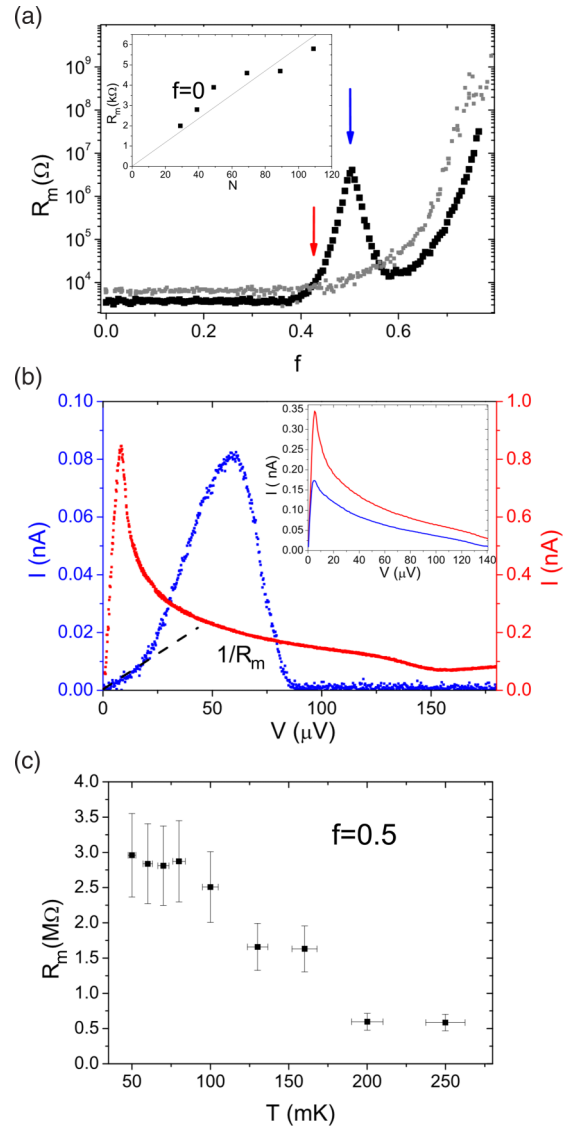 (a)
10⁹
10⁸
10⁷
10⁶
10⁵
10⁴
Rₘ(Ω)
0.0 0.2 0.4 0.6
f
6
5
4
3
2
1
0
Rₘ(kΩ)
f=0
0 20 40 60 80 100 120
N
(b)
0.10
0.08
0.06
0.04
0.02
0.00
I (nA)
1.0
0.8
0.6
0.4
0.2
0.0
I (nA)
0 50 100 150
V (μV)
1/Rₘ
0.35
0.30
0.25
0.20
0.15
0.10
0.05
0.00
I ( nA)
0 20 40 60 80 100 120 140
V (μV)
(c)
4.0
3.5
3.0
2.5
2.0
1.5
1.0
0.5
0.0
Rₘ(MΩ)
f=0.5
50 100 150 200 250
T (mK)